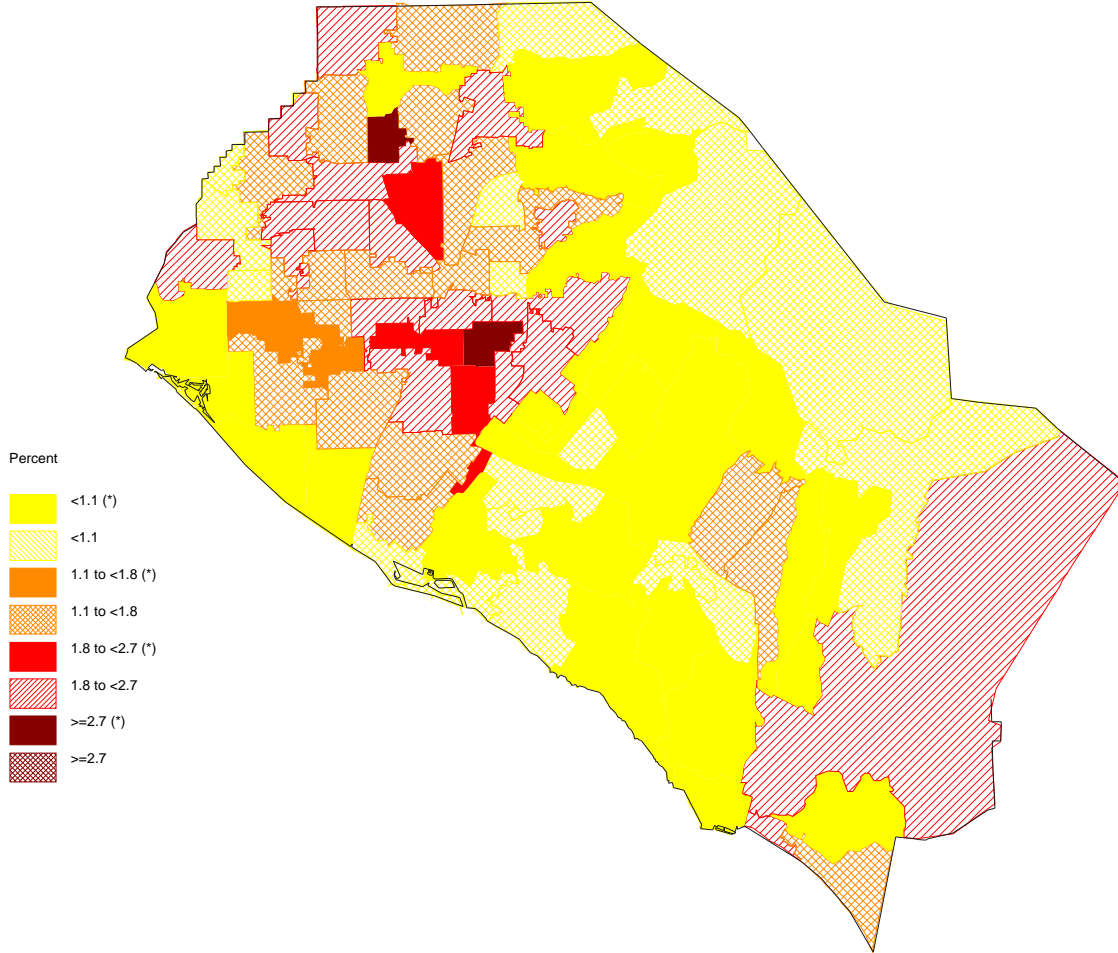 Percent
<1.1 (*)
<1.1
1.1 to <1.8 (*)
1.1 to <1.8
1.8 to <2.7 (*)
1.8 to <2.7
>=2.7 (*)
>=2.7